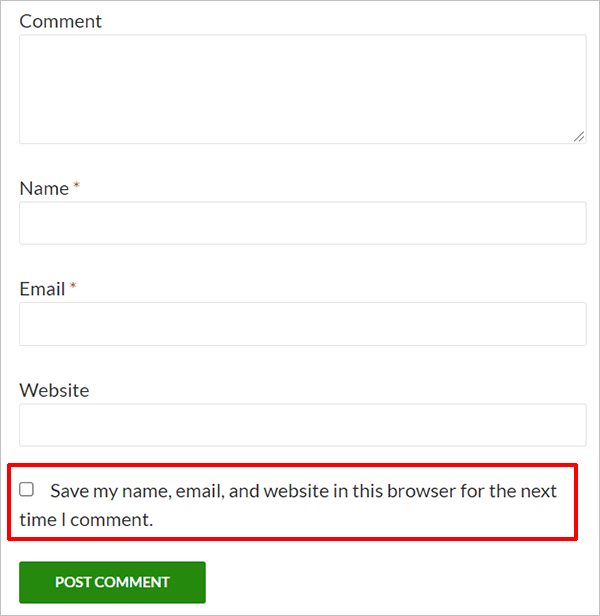 Comment
Name *
Email *
Website
Save my name, email, and website in this browser for the next
time I comment.
POST COMMENT